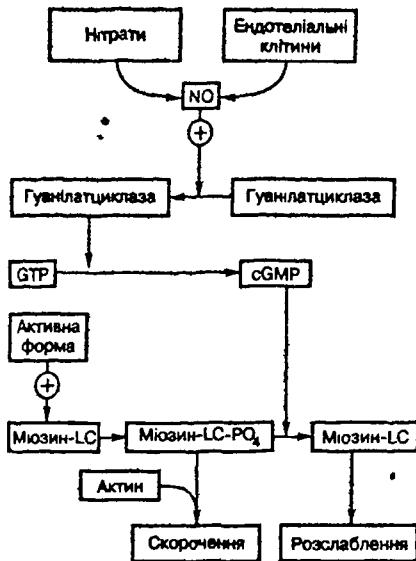 Нітрати
Ендотеліальні
клітини
NO
+
Гуанілатциклаза
Гуанілатциклаза
GTP
cGMP
Активна
форма
+
Міозин-LC
Міозин-LC-PO₄
Міозин-LC
Актин
Скорочення
Розслаблення